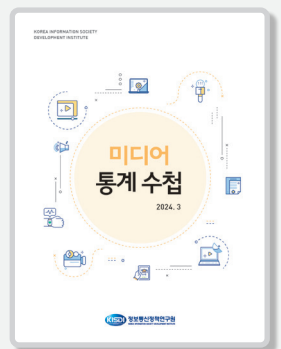 KOREA INFORMATION SOCIETY
DEVELOPMENT INSTITUTE
미디어
통계 수첩
2024. 3
KISDI 정보통신정책연구원